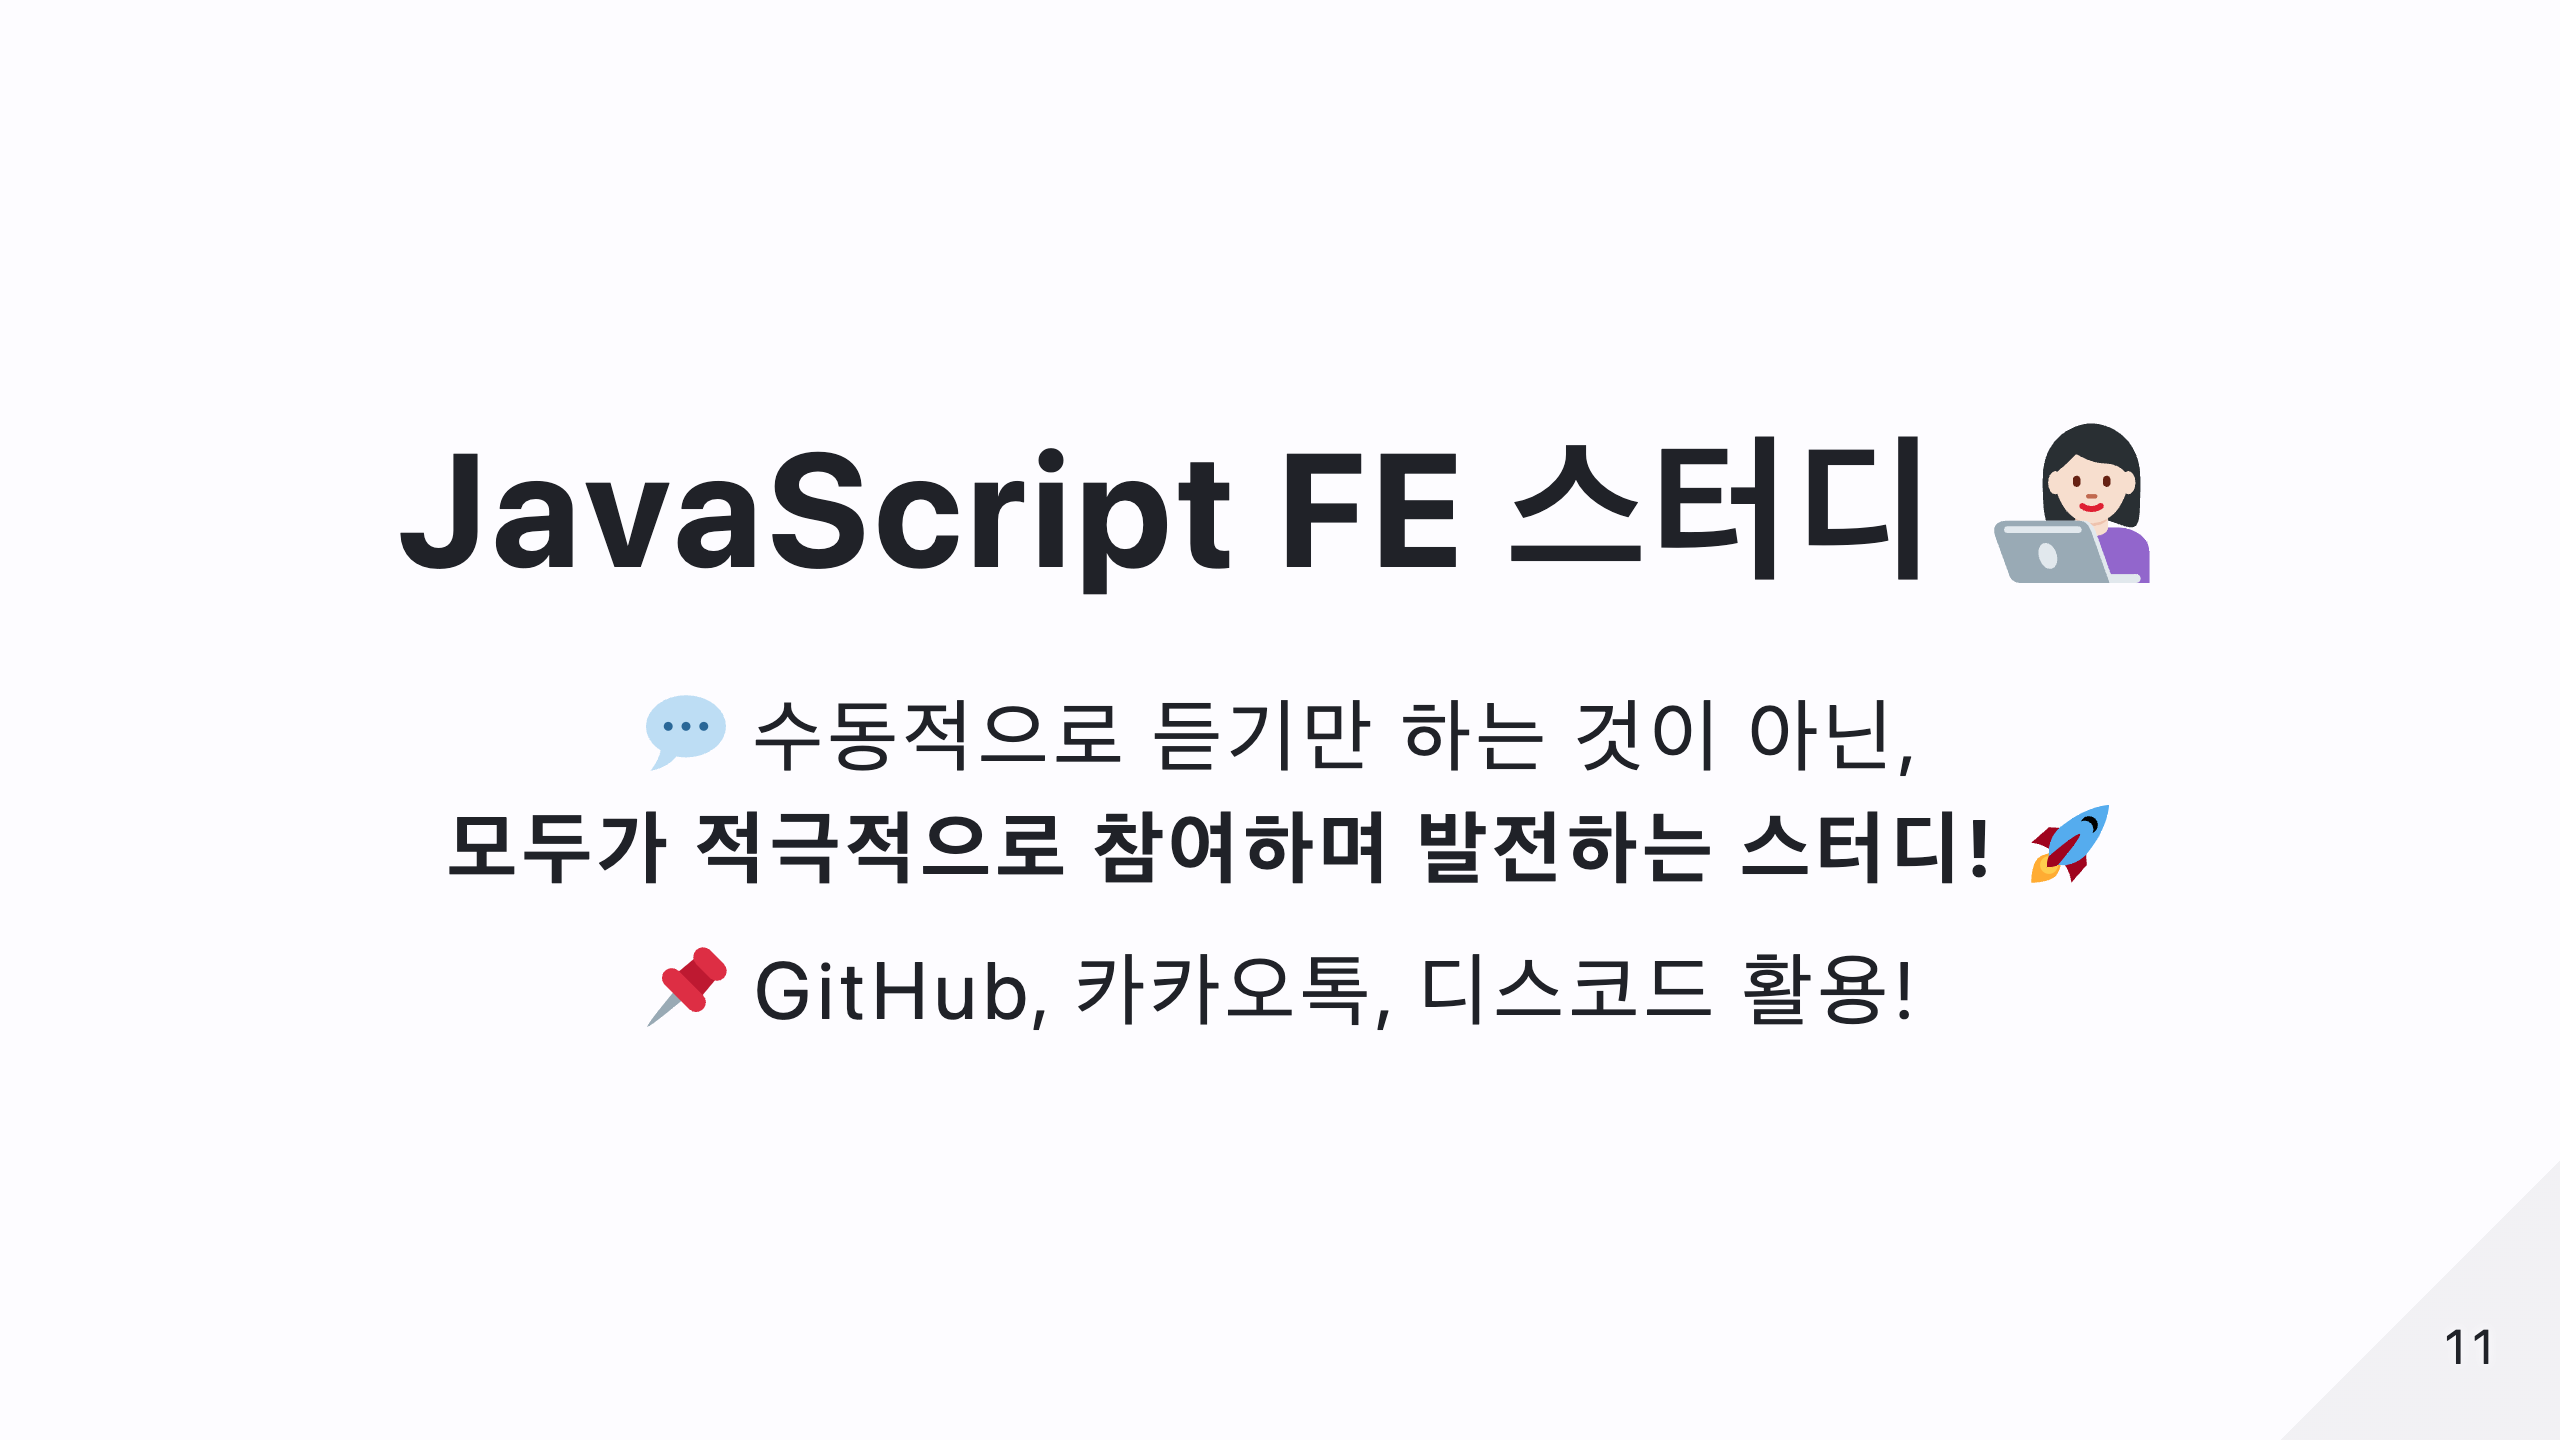 JavaScript FE 스터디 👩🏻‍💻
💬 수동적으로 듣기만 하는 것이 아닌,
모두가 적극적으로 참여하며 발전하는 스터디! 🚀
📌 GitHub, 카카오톡, 디스코드 활용!
11